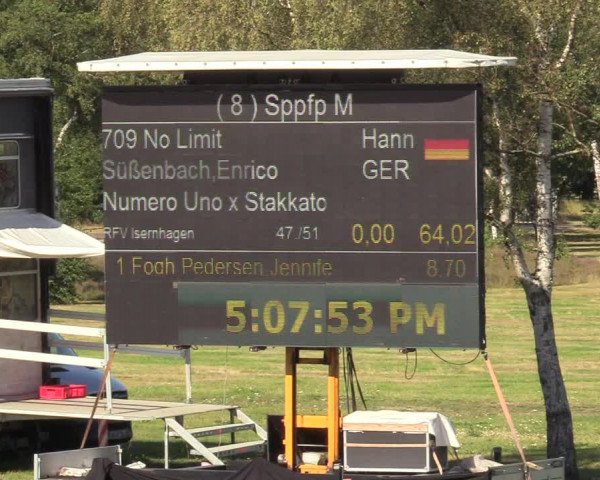 ( 8 ) Sppfp M
709 No Limit Hann
Süßenbach,Enrico GER
Numero Uno x Stakkato
RFV Isernhagen 47./51 0,00 64,02
1 Fogh Pedersen Jennife 8.70
5:07:53 PM